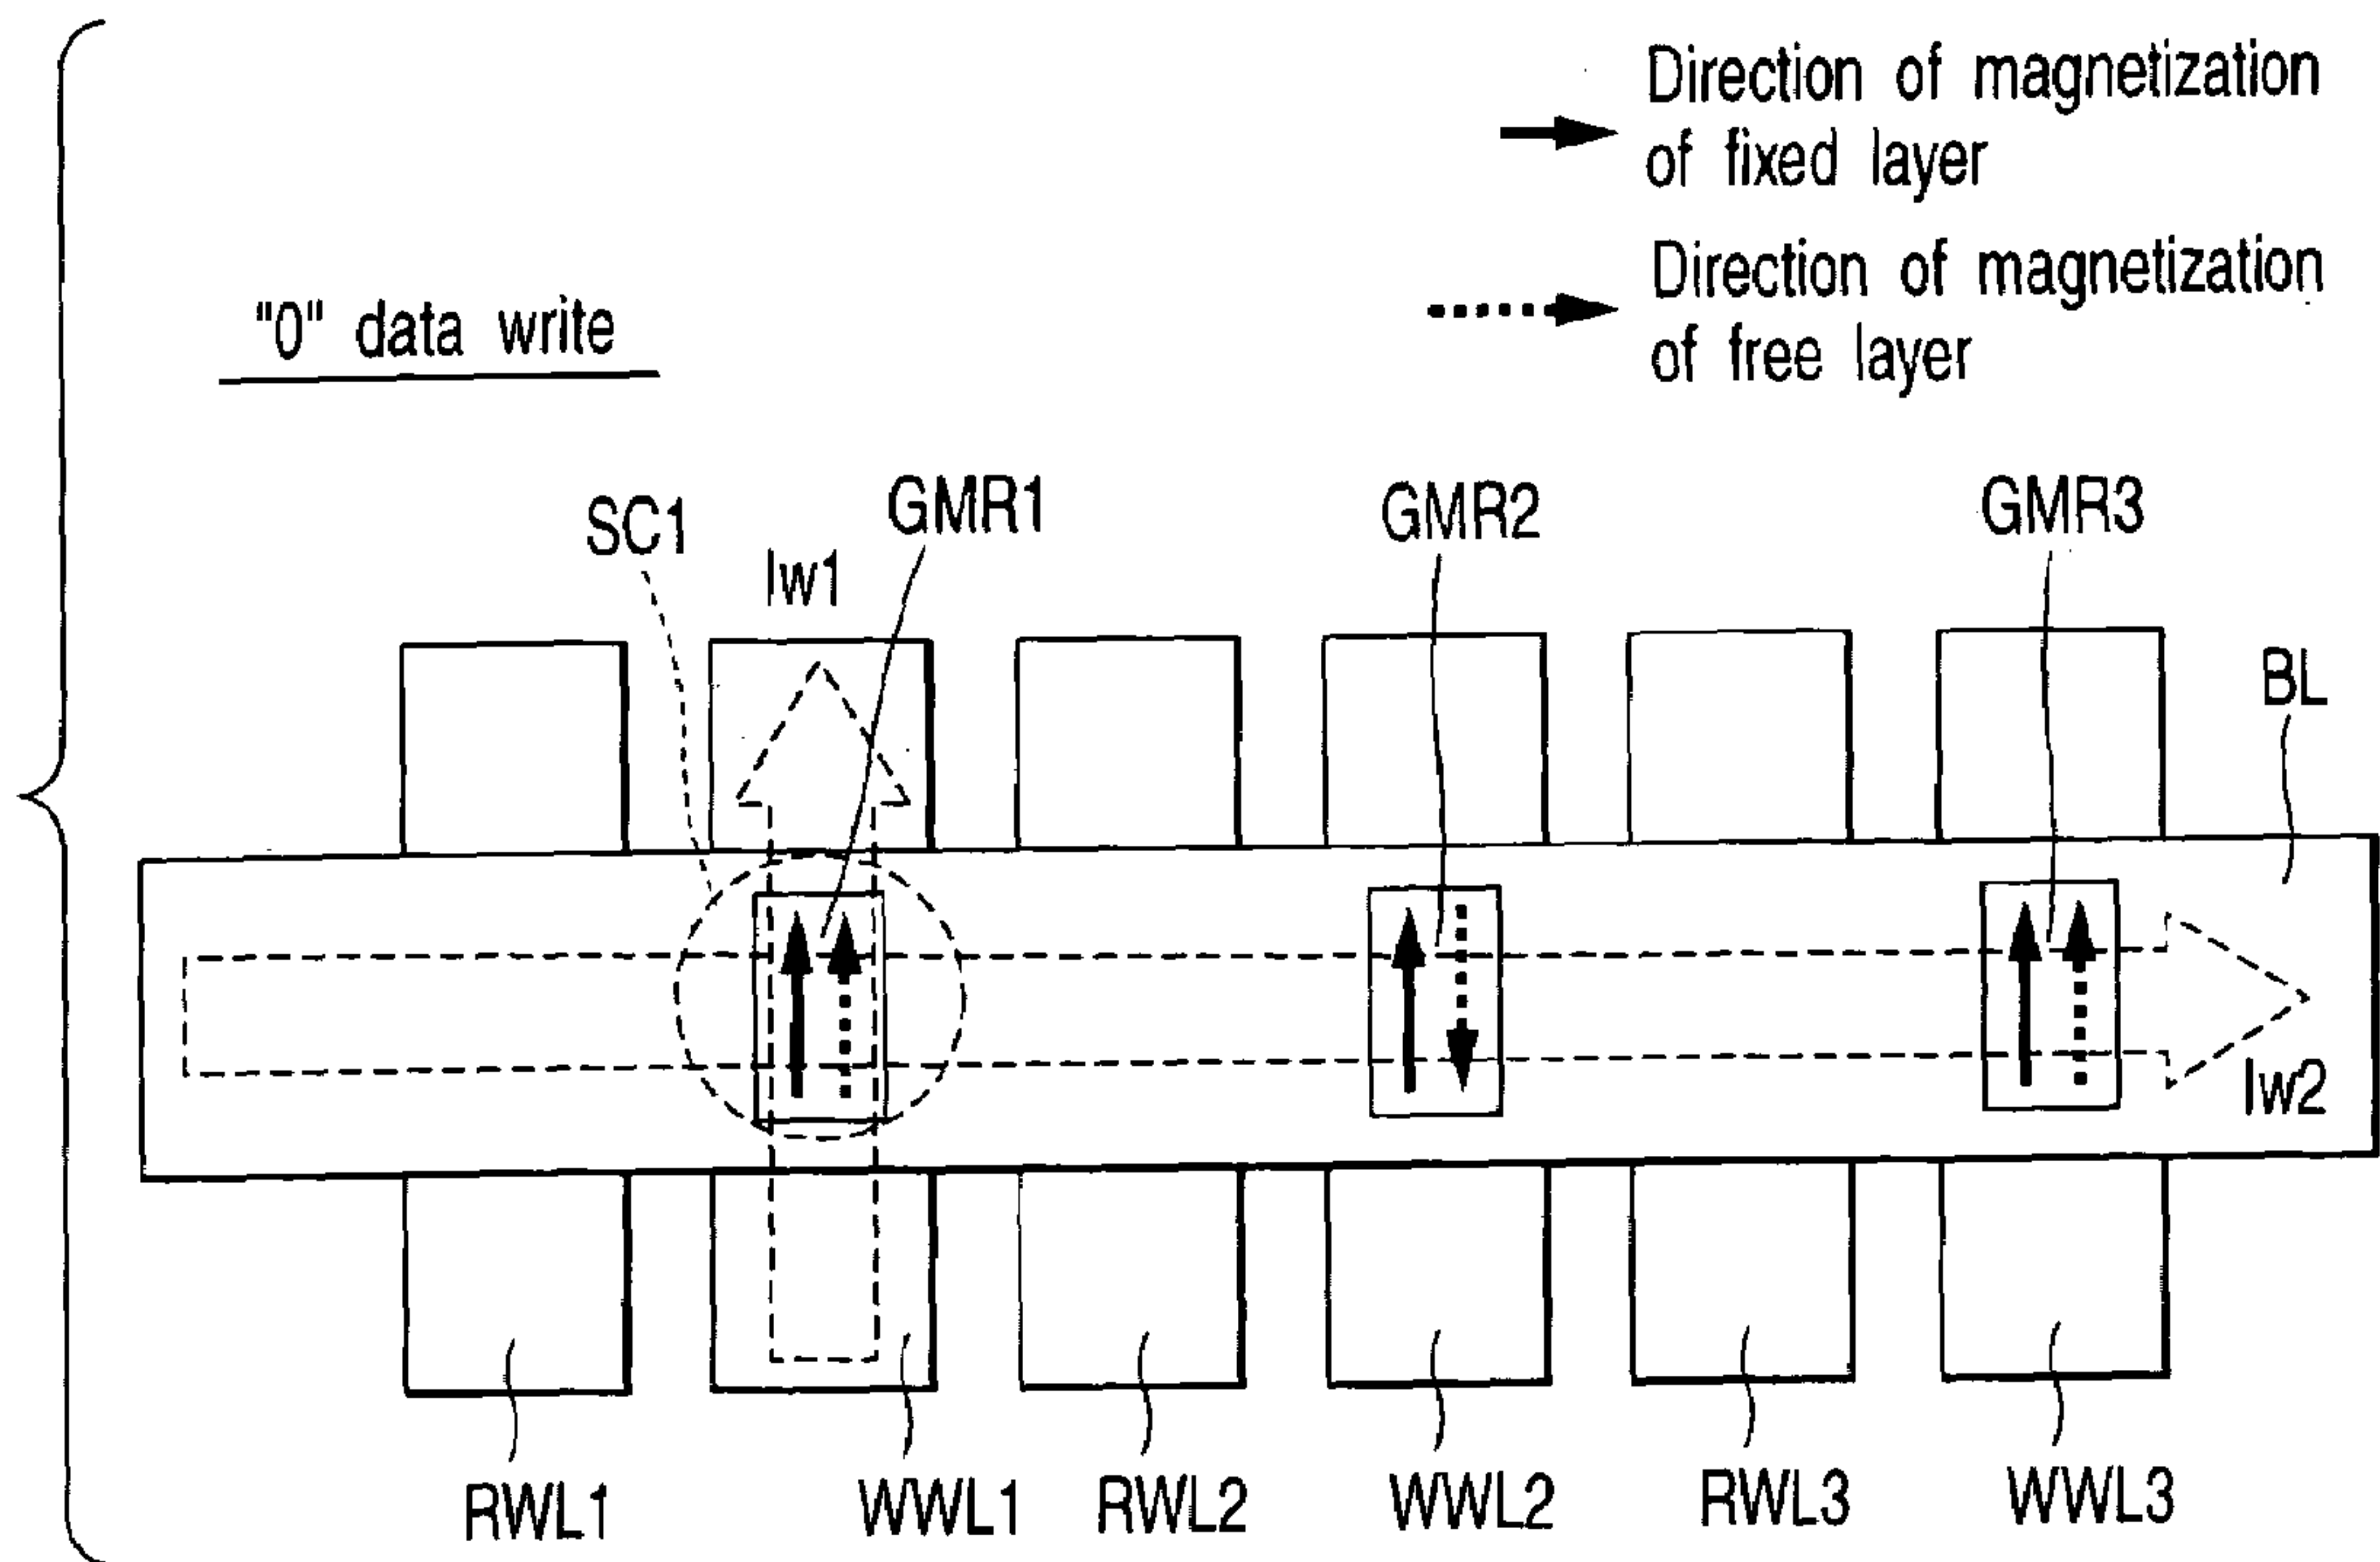 Direction of magnetization
of fixed layer
Direction of magnetization
of free layer
"0" data write
SC1
Iw1
GMR1
GMR2
GMR3
BL
Iw2
RWL1
WWL1
RWL2
WWL2
RWL3
WWL3